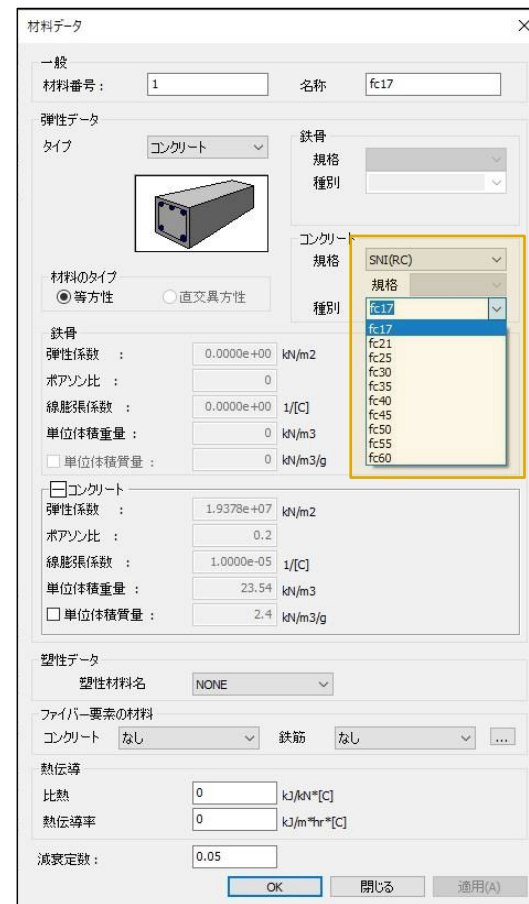 材料データ
一般
材料番号： 1 名称 fc17
弾性データ
タイプ コンクリート
鉄骨
規格
種別
コンクリート
規格 SNI(RC)
規格
種別 fc17
fc17
fc21
fc25
fc30
fc35
fc40
fc45
fc50
fc55
fc60
材料のタイプ
等方性 直交異方性
鉄骨
弾性係数 ： 0.0000e+00 kN/m2
ポアソン比 ： 0
線膨張係数 ： 0.0000e+00 1/[C]
単位体積重量： 0 kN/m3
単位体積質量： 0 kN/m3/g
コンクリート
弾性係数 ： 1.9378e+07 kN/m2
ポアソン比 ： 0.2
線膨張係数 ： 1.0000e-05 1/[C]
単位体積重量： 23.54 kN/m3
単位体積質量： 2.4 kN/m3/g
塑性データ
塑性材料名 NONE
ファイバー要素の材料
コンクリート なし 鉄筋 なし ...
熱伝導
比熱 0 kJ/kN*[C]
熱伝導率 0 kJ/m*hr*[C]
減衰定数： 0.05
OK 閉じる 適用(A)